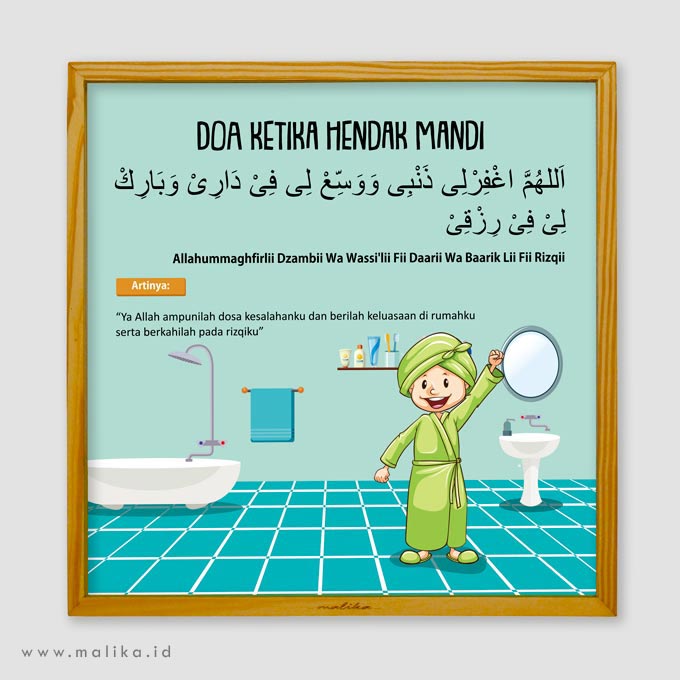 DOA KETIKA HENDAK MANDI
اَللهُمَّ اغْفِرْلِى ذَنْبِى وَوَسِّعْ لِى فِىْ دَارِىْ وَبَارِكْ
لِىْ فِىْ رِزْقِىْ
Allahummaghfirlii Dzambii Wa Wassi'lii Fii Daarii Wa Baarik Lii Fii Rizqii
Artinya:
“Ya Allah ampunilah dosa kesalahanku dan berilah keluasaan di rumahku
serta berkahilah pada rizqiku”
malika
www.malika.id